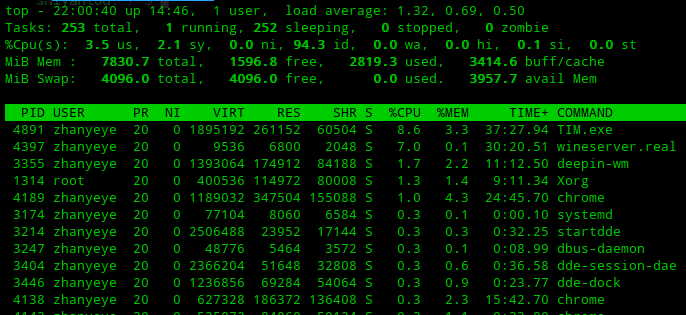 top - 22:00:40 up 14:46,  1 user,  load average: 1.32, 0.69, 0.50
Tasks: 253 total,   1 running, 252 sleeping,   0 stopped,   0 zombie
%Cpu(s):  3.5 us,  2.1 sy,  0.0 ni, 94.3 id,  0.0 wa,  0.0 hi,  0.1 si,  0.0 st
MiB Mem :   7830.7 total,   1596.8 free,   2819.3 used,   3414.6 buff/cache
MiB Swap:   4096.0 total,   4096.0 free,      0.0 used.   3957.7 avail Mem
PID USER      PR  NI    VIRT    RES    SHR S  %CPU  %MEM     TIME+ COMMAND
4891 zhanyeye  20   0 1895192 261152  60504 S   8.6   3.3  37:27.94 TIM.exe
4397 zhanyeye  20   0    9536   6800   2048 S   7.0   0.1  30:20.51 wineserver.real
3355 zhanyeye  20   0 1393064 174912  84188 S   1.7   2.2  11:12.50 deepin-wm
1314 root      20   0  400536 114972  80008 S   1.3   1.4   9:11.34 Xorg
4189 zhanyeye  20   0 1189032 347504 155088 S   1.0   4.3  24:45.70 chrome
3174 zhanyeye  20   0   77104   8060   6584 S   0.3   0.1   0:00.10 systemd
3214 zhanyeye  20   0 2506488  23952  17144 S   0.3   0.3   0:32.25 startdde
3247 zhanyeye  20   0   48776   5464   3572 S   0.3   0.1   0:08.99 dbus-daemon
3404 zhanyeye  20   0 2366204  51648  32808 S   0.3   0.6   0:36.58 dde-session-dae
3446 zhanyeye  20   0 1236856  69284  54064 S   0.3   0.9   0:23.77 dde-dock
4138 zhanyeye  20   0  627328 186372 136408 S   0.3   2.3  15:42.70 chrome